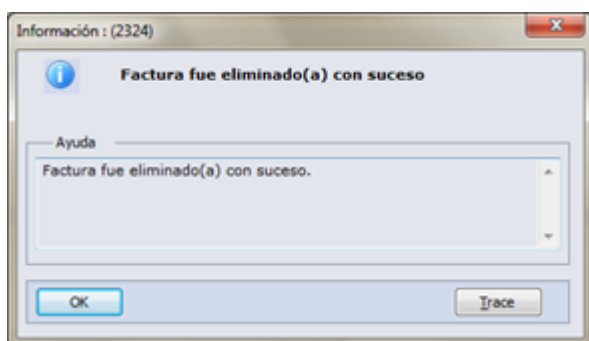 Información : (2324)
Factura fue eliminado(a) con suceso
Ayuda
Factura fue eliminado(a) con suceso.
OK
Trace